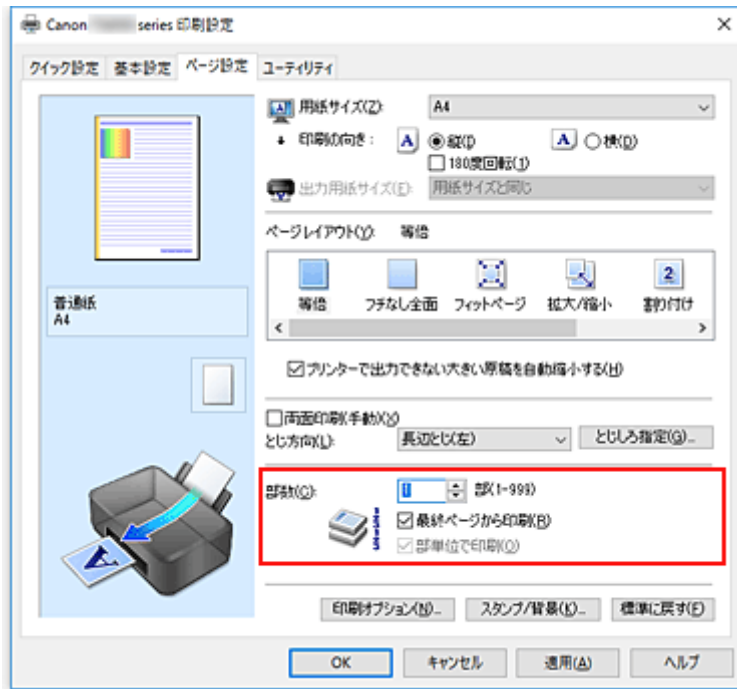 Canon series 印刷設定
クイック設定 基本設定 ページ設定 ユーティリティ
用紙サイズ(Z): A4
印刷の向き： A 縦(I) A 横(D)
180度回転(1)
出力用紙サイズ(E): 用紙サイズと同じ
ページレイアウト(Y): 等倍
等倍 フチなし全面 フィットページ 拡大/縮小 割り付け
普通紙
A4
プリンターで出力できない大きい原稿を自動縮小する(H)
両面印刷(手動)(X)
とじ方向(L): 長辺とじ(左) とじしろ指定(G)...
部数(C): 1 部(1-999)
最終ページから印刷(R)
部単位で印刷(O)
印刷オプション(N)... スタンプ/背景(K)... 標準に戻す(F)
OK キャンセル 適用(A) ヘルプ